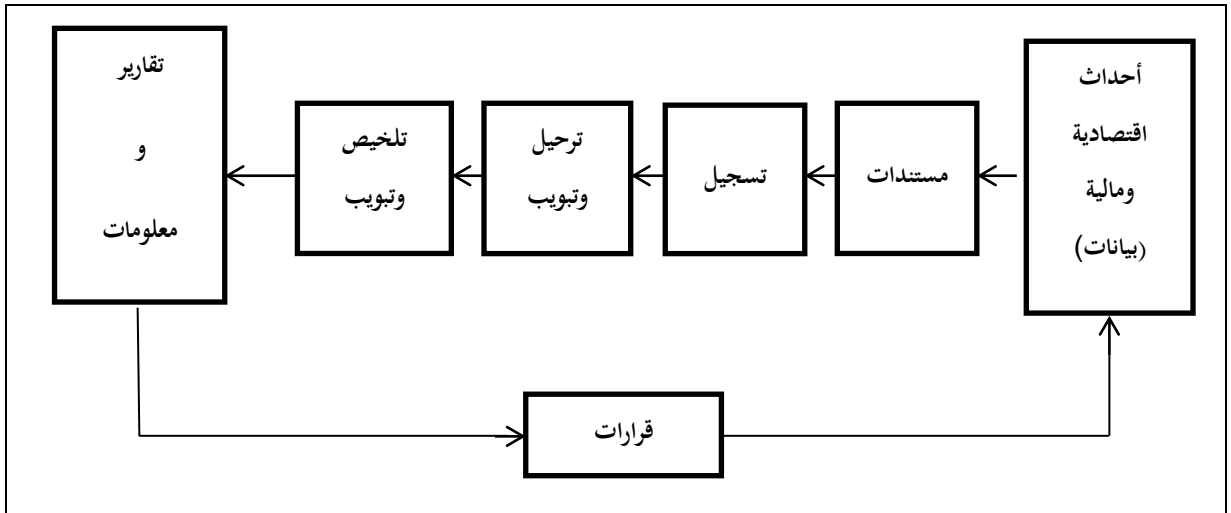 أحداث
اقتصادية
ومالية
(بيانات)
مستندات
تسجيل
ترحيل
وتبويب
تلخيص
وتبويب
تقارير
و
معلومات
قرارات